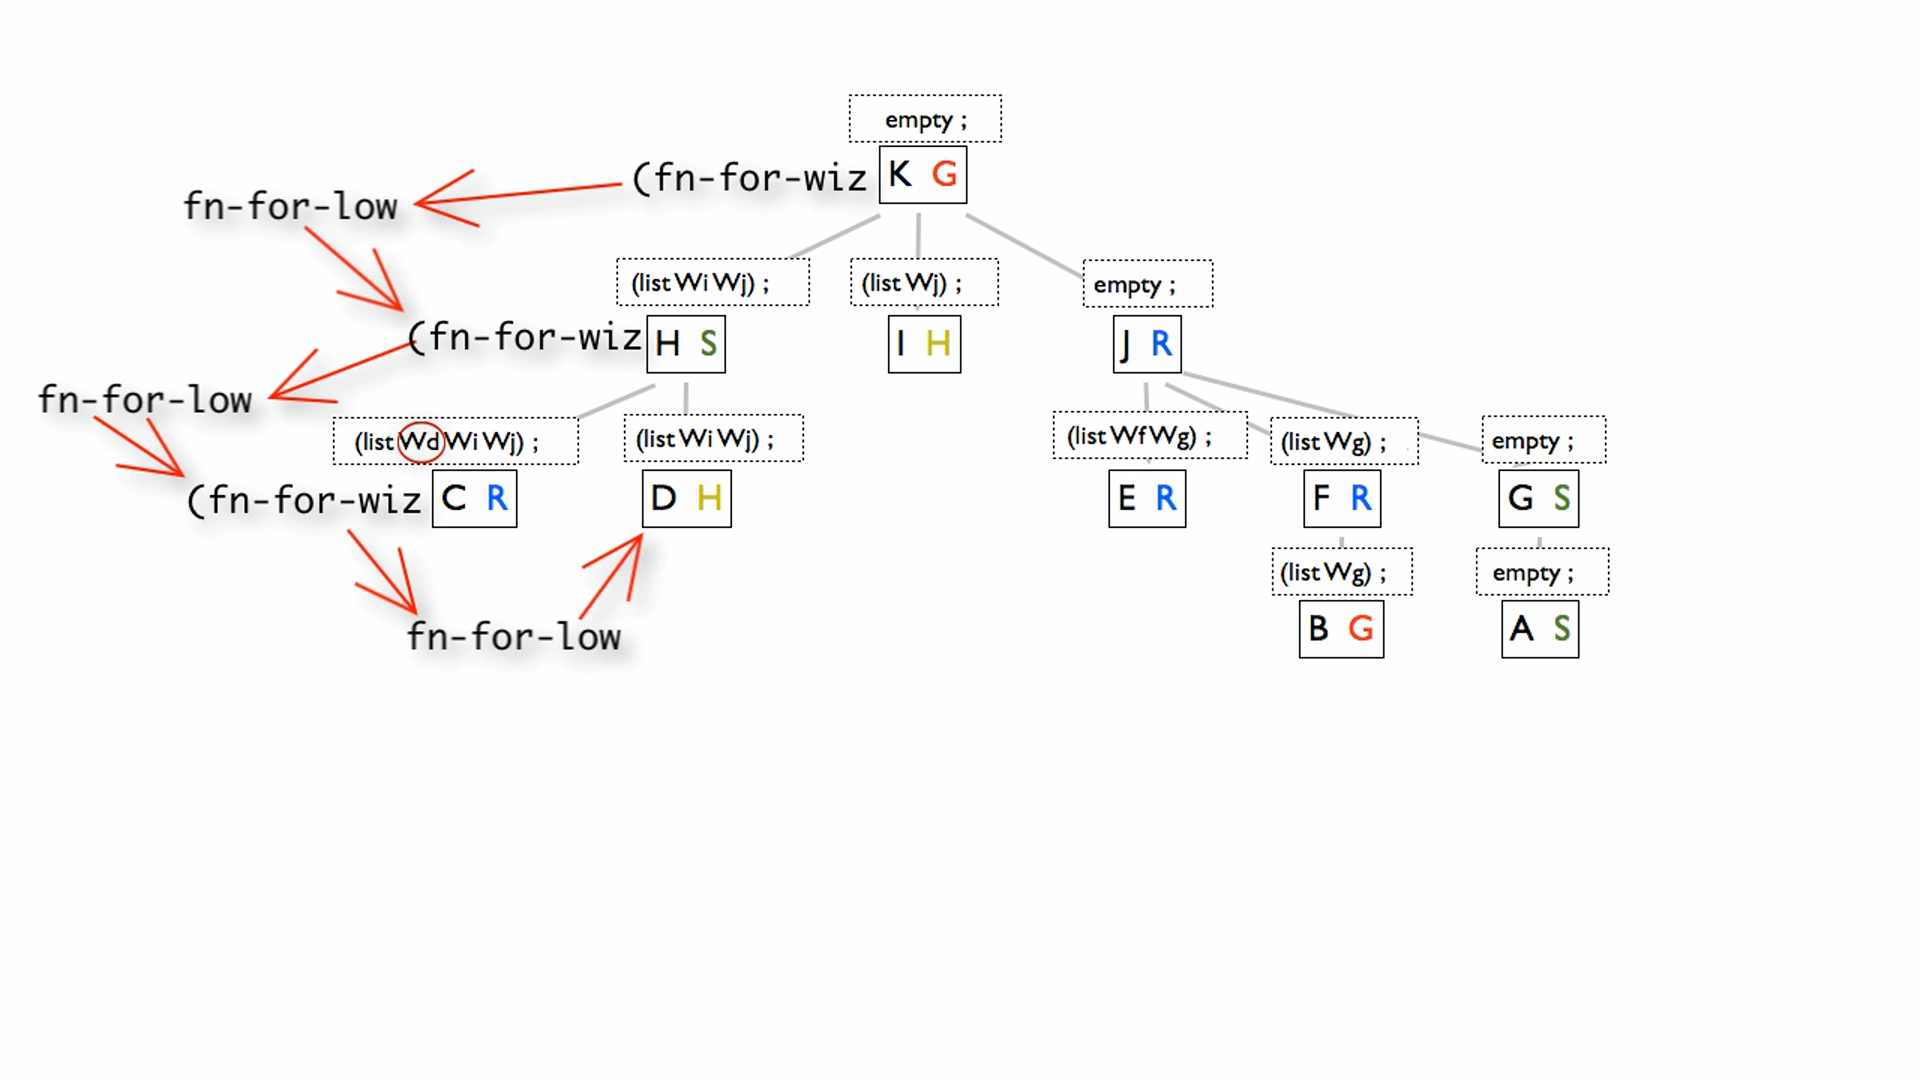 empty ;
(fn-for-wiz K G
fn-for-low
(list Wi Wj) ;
(list Wj) ;
empty ;
(fn-for-wiz H S
I H
J R
fn-for-low
(list Wd Wi Wj) ;
(list Wi Wj) ;
(list Wf Wg) ;
(list Wg) ;
empty ;
(fn-for-wiz C R
D H
E R
F R
G S
(list Wg) ;
empty ;
fn-for-low
B G
A S